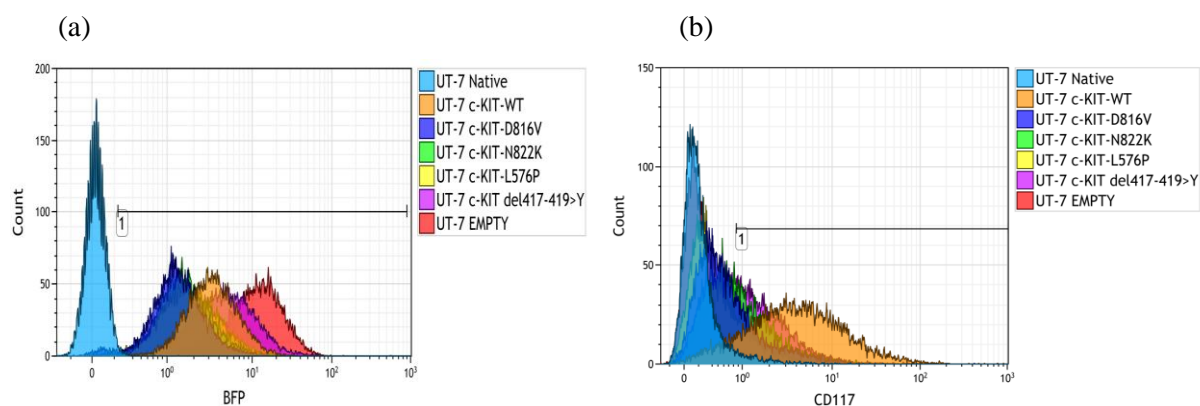 (a)
(b)
200
150
100
50
0
Count
1
0
10⁰
10¹
10²
10³
BFP
UT-7 Native
UT-7 c-KIT-WT
UT-7 c-KIT-D816V
UT-7 c-KIT-N822K
UT-7 c-KIT-L576P
UT-7 c-KIT del417-419>Y
UT-7 EMPTY
150
100
50
0
Count
1
0
10⁰
10¹
10²
10³
CD117
UT-7 Native
UT-7 c-KIT-WT
UT-7 c-KIT-D816V
UT-7 c-KIT-N822K
UT-7 c-KIT-L576P
UT-7 c-KIT del417-419>Y
UT-7 EMPTY